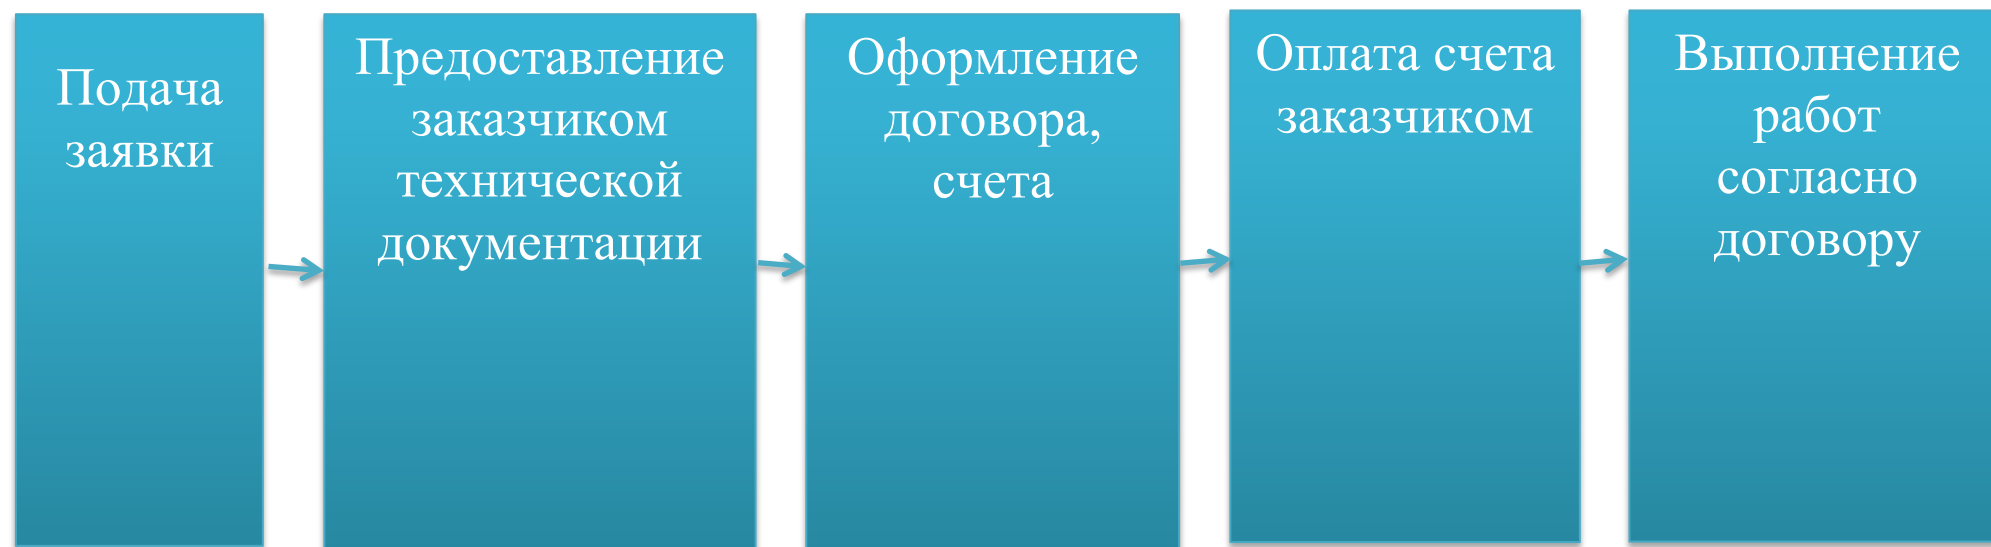 Подача
заявки
Предоставление
заказчиком
технической
документации
Оформление
договора,
счета
Оплата счета
заказчиком
Выполнение
работ
согласно
договору